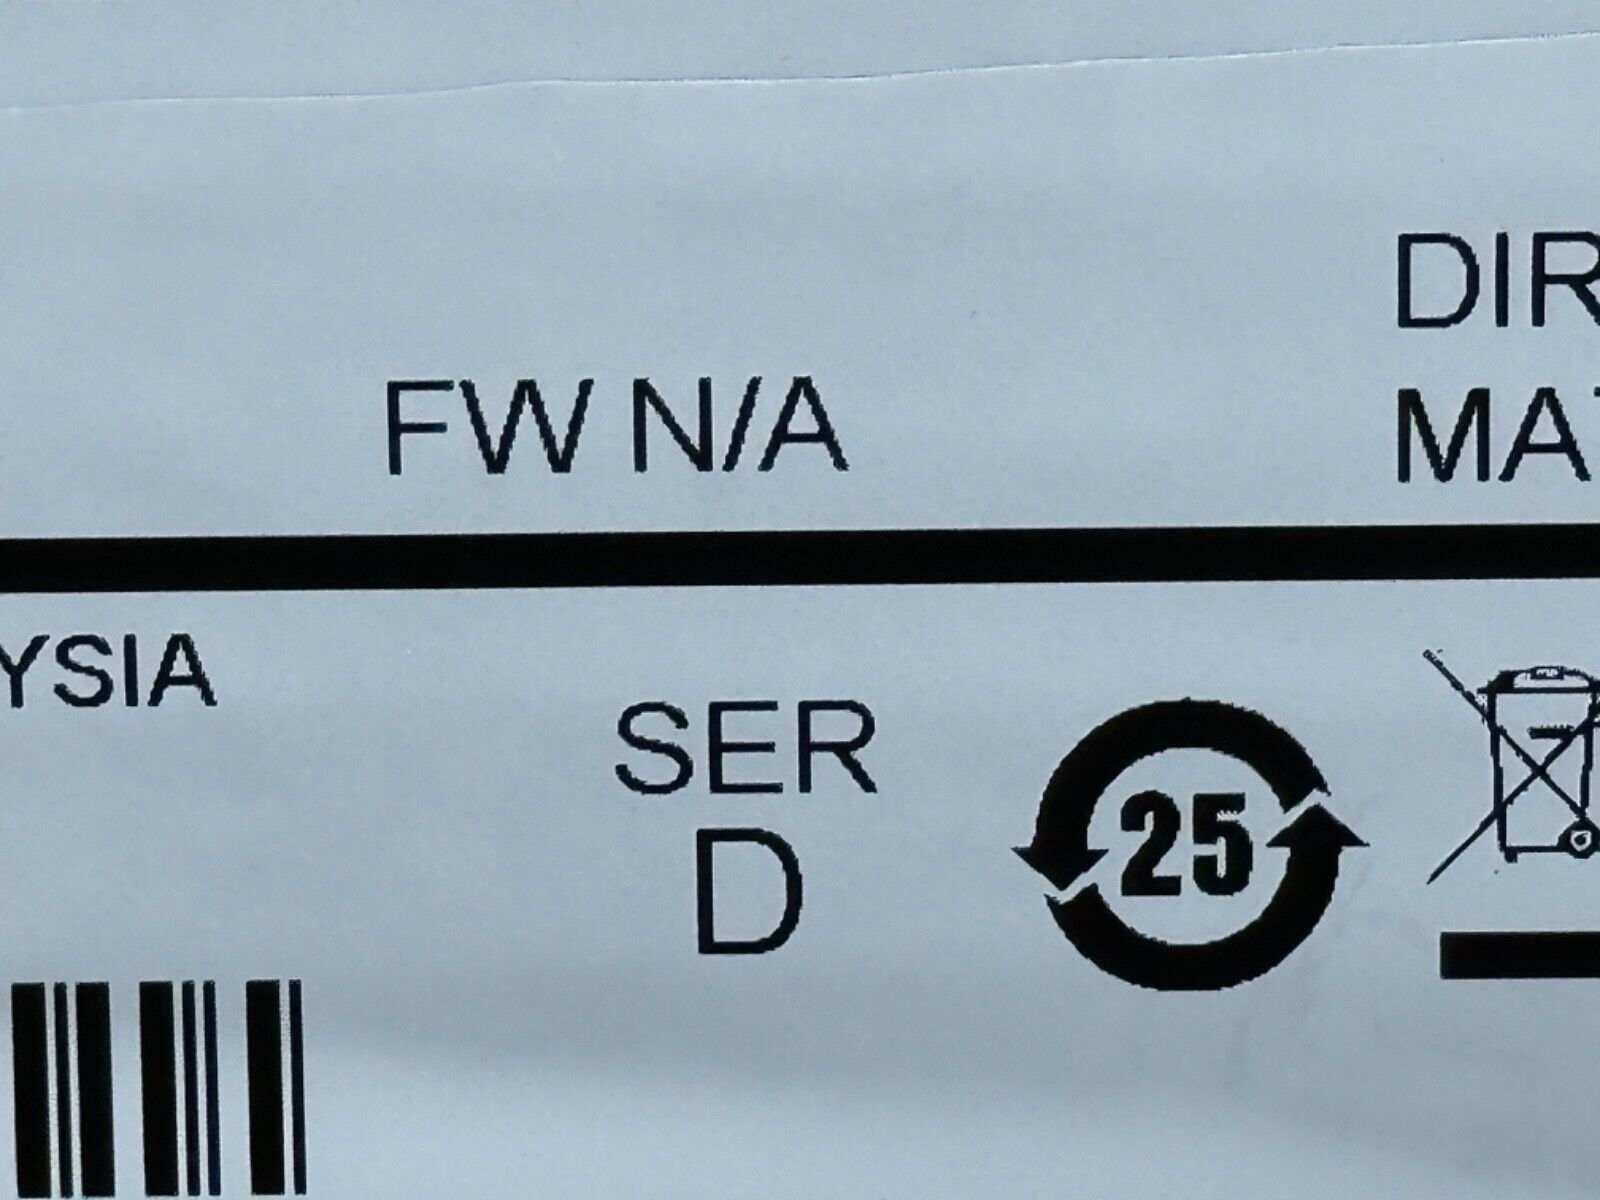 DIR
FW N/A
MAT
YSIA
SER
D
25